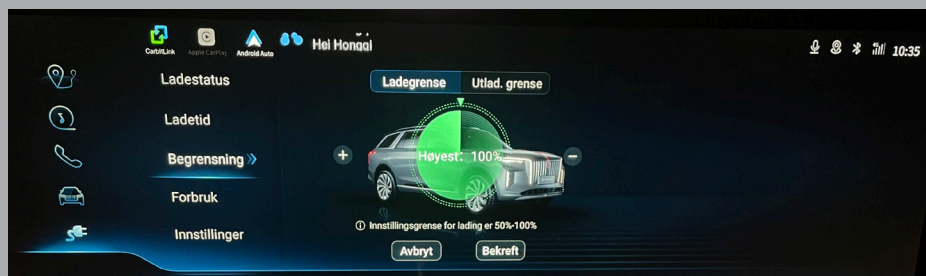 CarbitLink
Apple CarPlay
Android Auto
Hei Hongqi
10:35
Ladestatus
Ladetid
Begrensning
Forbruk
Innstillinger
Ladegrense
Utlad. grense
+
Høyest: 100%
−
Innstillingsgrense for lading er 50%-100%
Avbryt
Bekreft